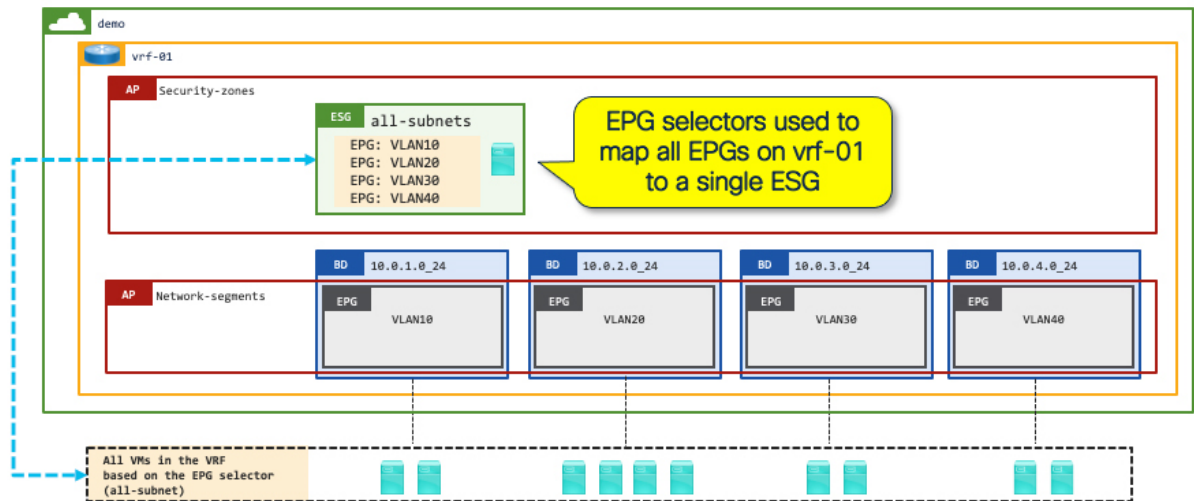 demo
vrf-01
AP Security-zones
ESG all-subnets
EPG: VLAN10
EPG: VLAN20
EPG: VLAN30
EPG: VLAN40
EPG selectors used to
map all EPGs on vrf-01
to a single ESG
BD 10.0.1.0_24
BD 10.0.2.0_24
BD 10.0.3.0_24
BD 10.0.4.0_24
AP Network-segments
EPG
VLAN10
EPG
VLAN20
EPG
VLAN30
EPG
VLAN40
All VMs in the VRF
based on the EPG selector
(all-subnet)